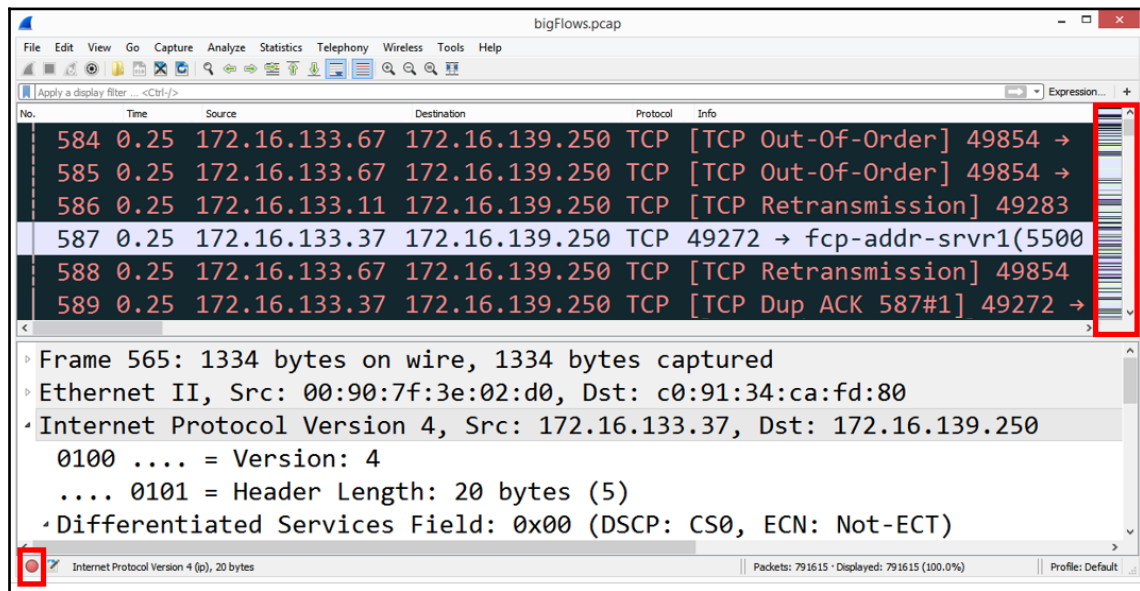 bigFlows.pcap
File Edit View Go Capture Analyze Statistics Telephony Wireless Tools Help
Apply a display filter ... <Ctrl-/> Expression... +
No. Time Source Destination Protocol Info
584 0.25 172.16.133.67 172.16.139.250 TCP [TCP Out-Of-Order] 49854 →
585 0.25 172.16.133.67 172.16.139.250 TCP [TCP Out-Of-Order] 49854 →
586 0.25 172.16.133.11 172.16.139.250 TCP [TCP Retransmission] 49283
587 0.25 172.16.133.37 172.16.139.250 TCP 49272 → fcp-addr-srvr1(5500
588 0.25 172.16.133.67 172.16.139.250 TCP [TCP Retransmission] 49854
589 0.25 172.16.133.37 172.16.139.250 TCP [TCP Dup ACK 587#1] 49272 →
Frame 565: 1334 bytes on wire, 1334 bytes captured
Ethernet II, Src: 00:90:7f:3e:02:d0, Dst: c0:91:34:ca:fd:80
Internet Protocol Version 4, Src: 172.16.133.37, Dst: 172.16.139.250
0100 .... = Version: 4
.... 0101 = Header Length: 20 bytes (5)
Differentiated Services Field: 0x00 (DSCP: CS0, ECN: Not-ECT)
Internet Protocol Version 4 (ip), 20 bytes Packets: 791615 · Displayed: 791615 (100.0%) Profile: Default